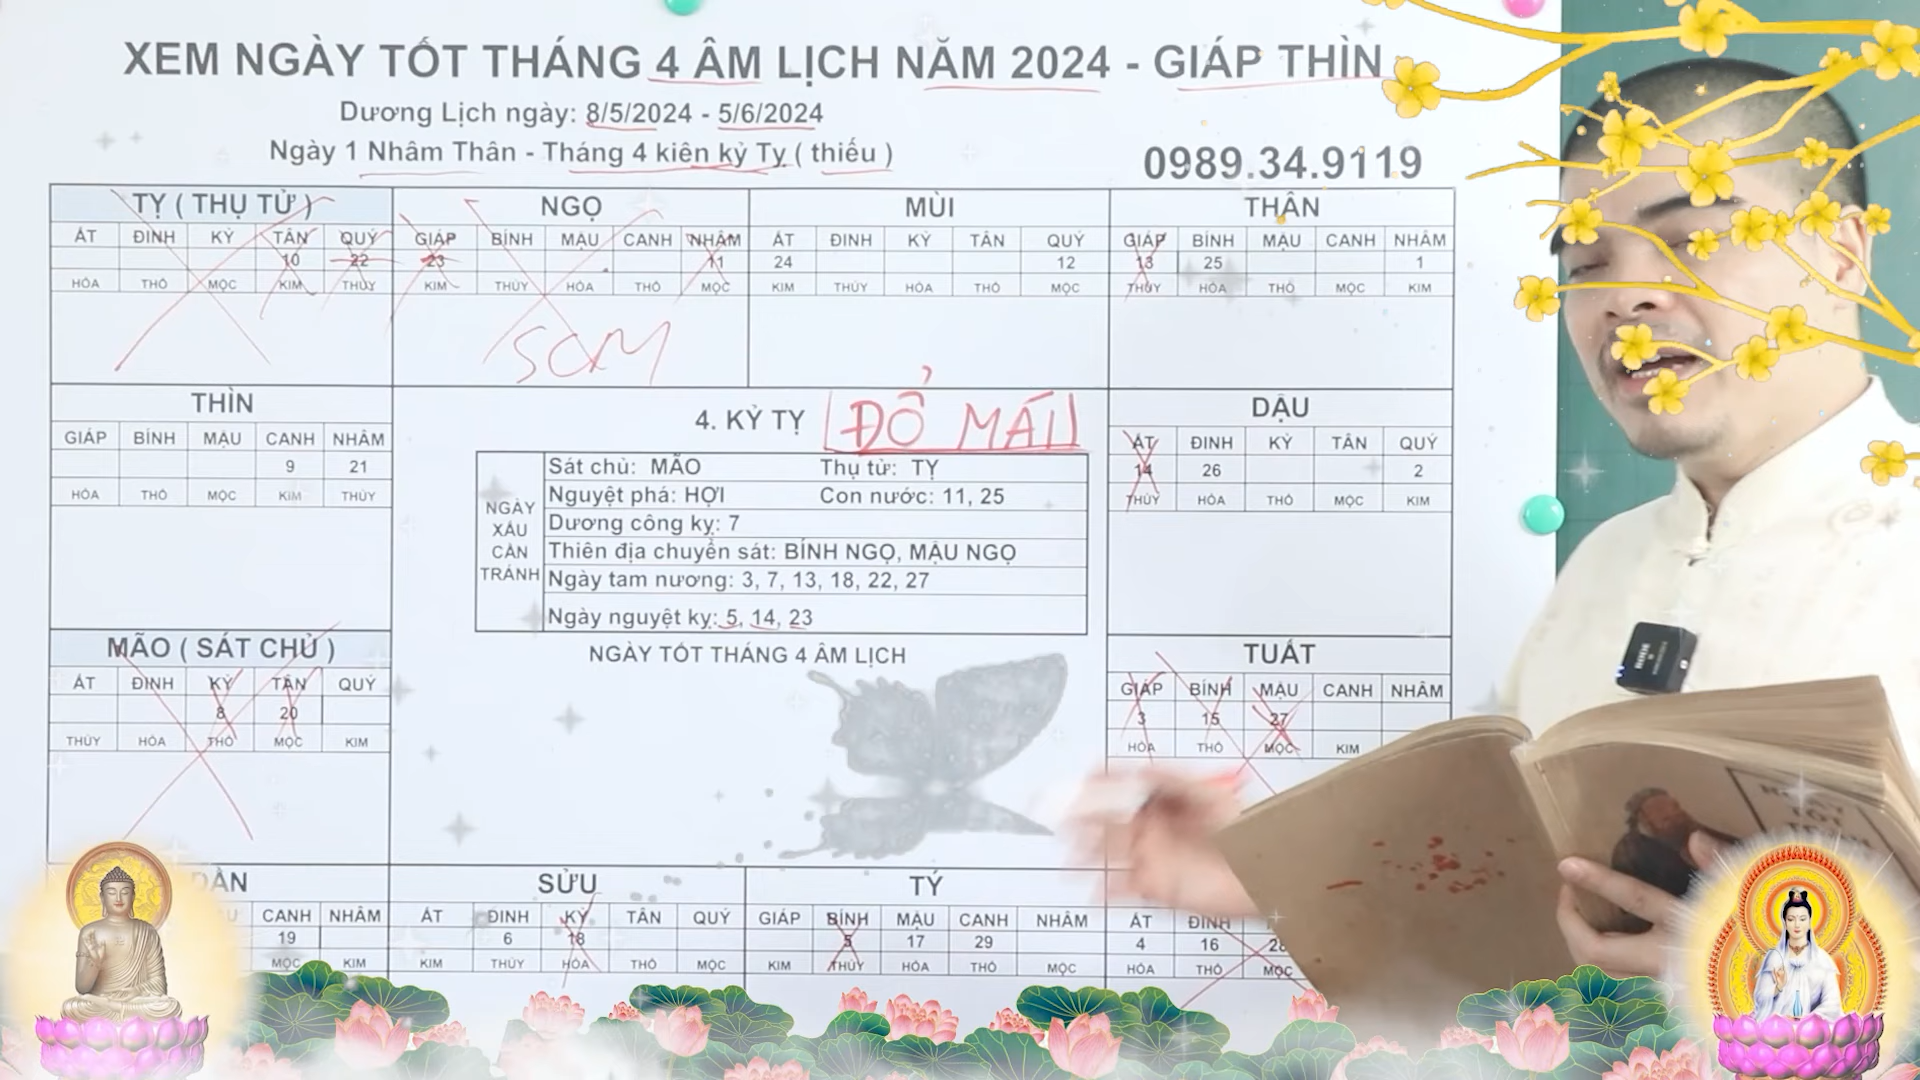 XEM NGÀY TỐT THÁNG 4 ÂM LỊCH NĂM 2024 - GIÁP THÌN
Dương Lịch ngày: 8/5/2024 - 5/6/2024
Ngày 1 Nhâm Thân - Tháng 4 kiên kỷ Tỵ ( thiếu )
0989.34.9119
TỴ ( THỤ TỬ ) NGỌ MÙI THÂN
ÁT ĐINH KỶ TÂN QUÝ GIÁP BÍNH MẬU CANH NHÂM ÁT ĐINH KỶ TÂN QUÝ GIÁP BÍNH MẬU CANH NHÂM
10 22 23 11 24 12 13 25 1
HỎA THỔ MỘC KIM THỦY KIM THỦY HỎA THỔ MỘC KIM THỦY HỎA THỔ MỘC THỦY HỎA THỔ MỘC KIM
SCM
THÌN
GIÁP BÍNH MẬU CANH NHÂM
9 21
HỎA THỔ MỘC KIM THỦY
4. KỶ TỴ ĐỔ MÁI
NGÀY XẤU CẦN TRÁNH
Sát chủ: MÃO Thụ tử: TỴ
Nguyệt phá: HỢI Con nước: 11, 25
Dương công kỵ: 7
Thiên địa chuyển sát: BÍNH NGỌ, MẬU NGỌ
Ngày tam nương: 3, 7, 13, 18, 22, 27
Ngày nguyệt kỵ: 5, 14, 23
NGÀY TỐT THÁNG 4 ÂM LỊCH
DẬU
ÁT ĐINH KỶ TÂN QUÝ
14 26 2
THỦY HỎA THỔ MỘC KIM
MÃO ( SÁT CHỦ )
ÁT ĐINH KỶ TÂN QUÝ
8 20
THỦY HỎA THỔ MỘC KIM
TUẤT
GIÁP BÍNH MẬU CANH NHÂM
3 15 27
HỎA THỔ MỘC KIM
DẦN SỬU TÝ
CANH NHÂM ÁT ĐINH KỶ TÂN QUÝ GIÁP BÍNH MẬU CANH NHÂM ÁT ĐINH
19 6 18 5 17 29 4 16 28
MỘC KIM KIM THỦY HỎA THỔ MỘC KIM THỦY HỎA THỔ MỘC HỎA THỔ MỘC